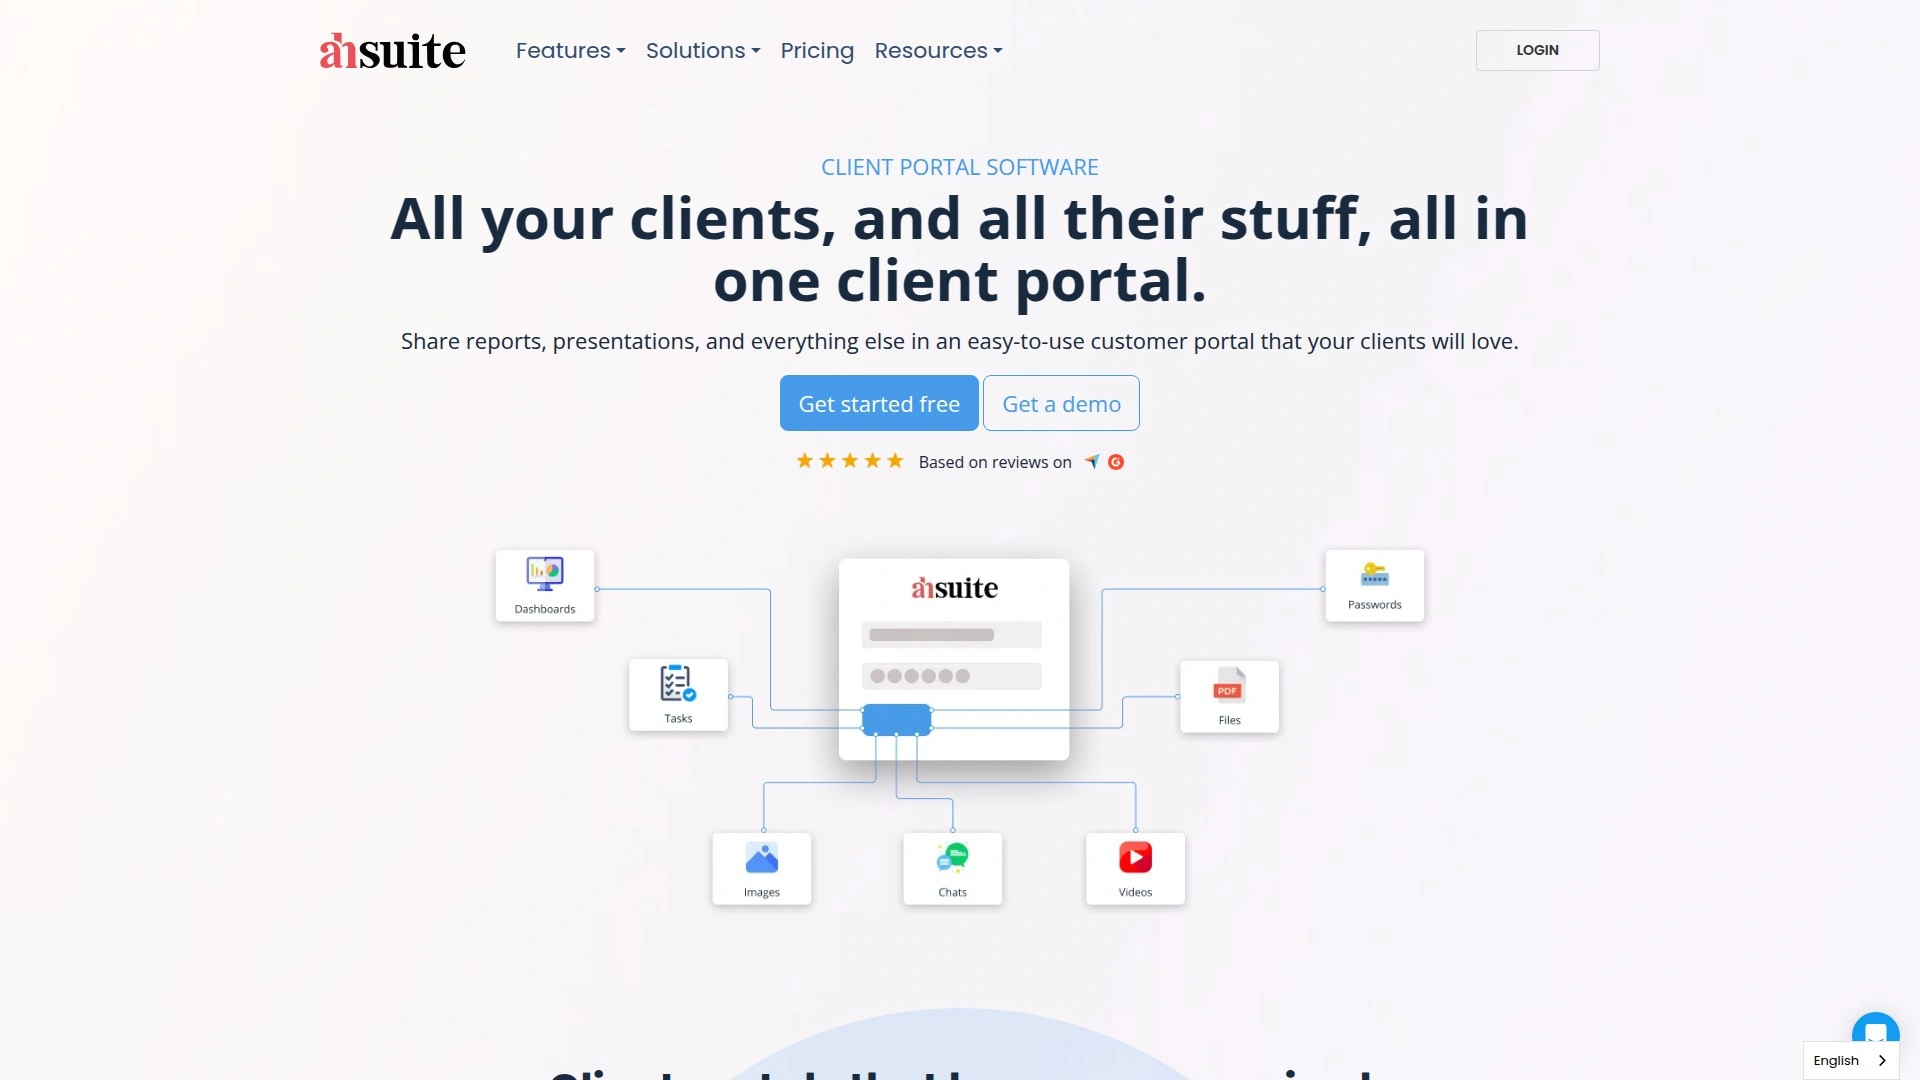 ahsuite
Features
Solutions
Pricing
Resources
LOGIN
CLIENT PORTAL SOFTWARE
All your clients, and all their stuff, all in
one client portal.
Share reports, presentations, and everything else in an easy-to-use customer portal that your clients will love.
Get started free
Get a demo
Based on reviews on
ahsuite
Dashboards
Passwords
Tasks
PDF
Files
Images
Chats
Videos
English